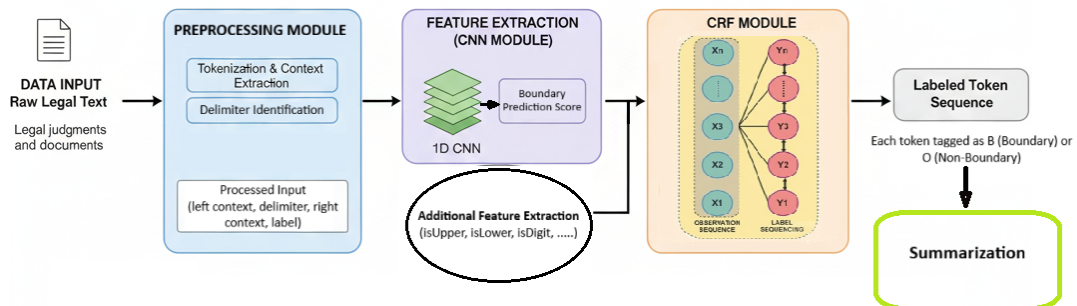 DATA INPUT
Raw Legal Text
Legal judgments
and documents
PREPROCESSING MODULE
Tokenization & Context
Extraction
Delimiter Identification
Processed Input
(left context, delimiter, right
context, label)
FEATURE EXTRACTION
(CNN MODULE)
Boundary
Prediction Score
1D CNN
Additional Feature Extraction
(isUpper, isLower, isDigit, .....)
CRF MODULE
Xn
Yn
X3
Y3
X2
Y2
X1
Y1
OBSERVATION
SEQUENCE
LABEL
SEQUENCING
Labeled Token
Sequence
Each token tagged as B (Boundary) or
O (Non-Boundary)
Summarization